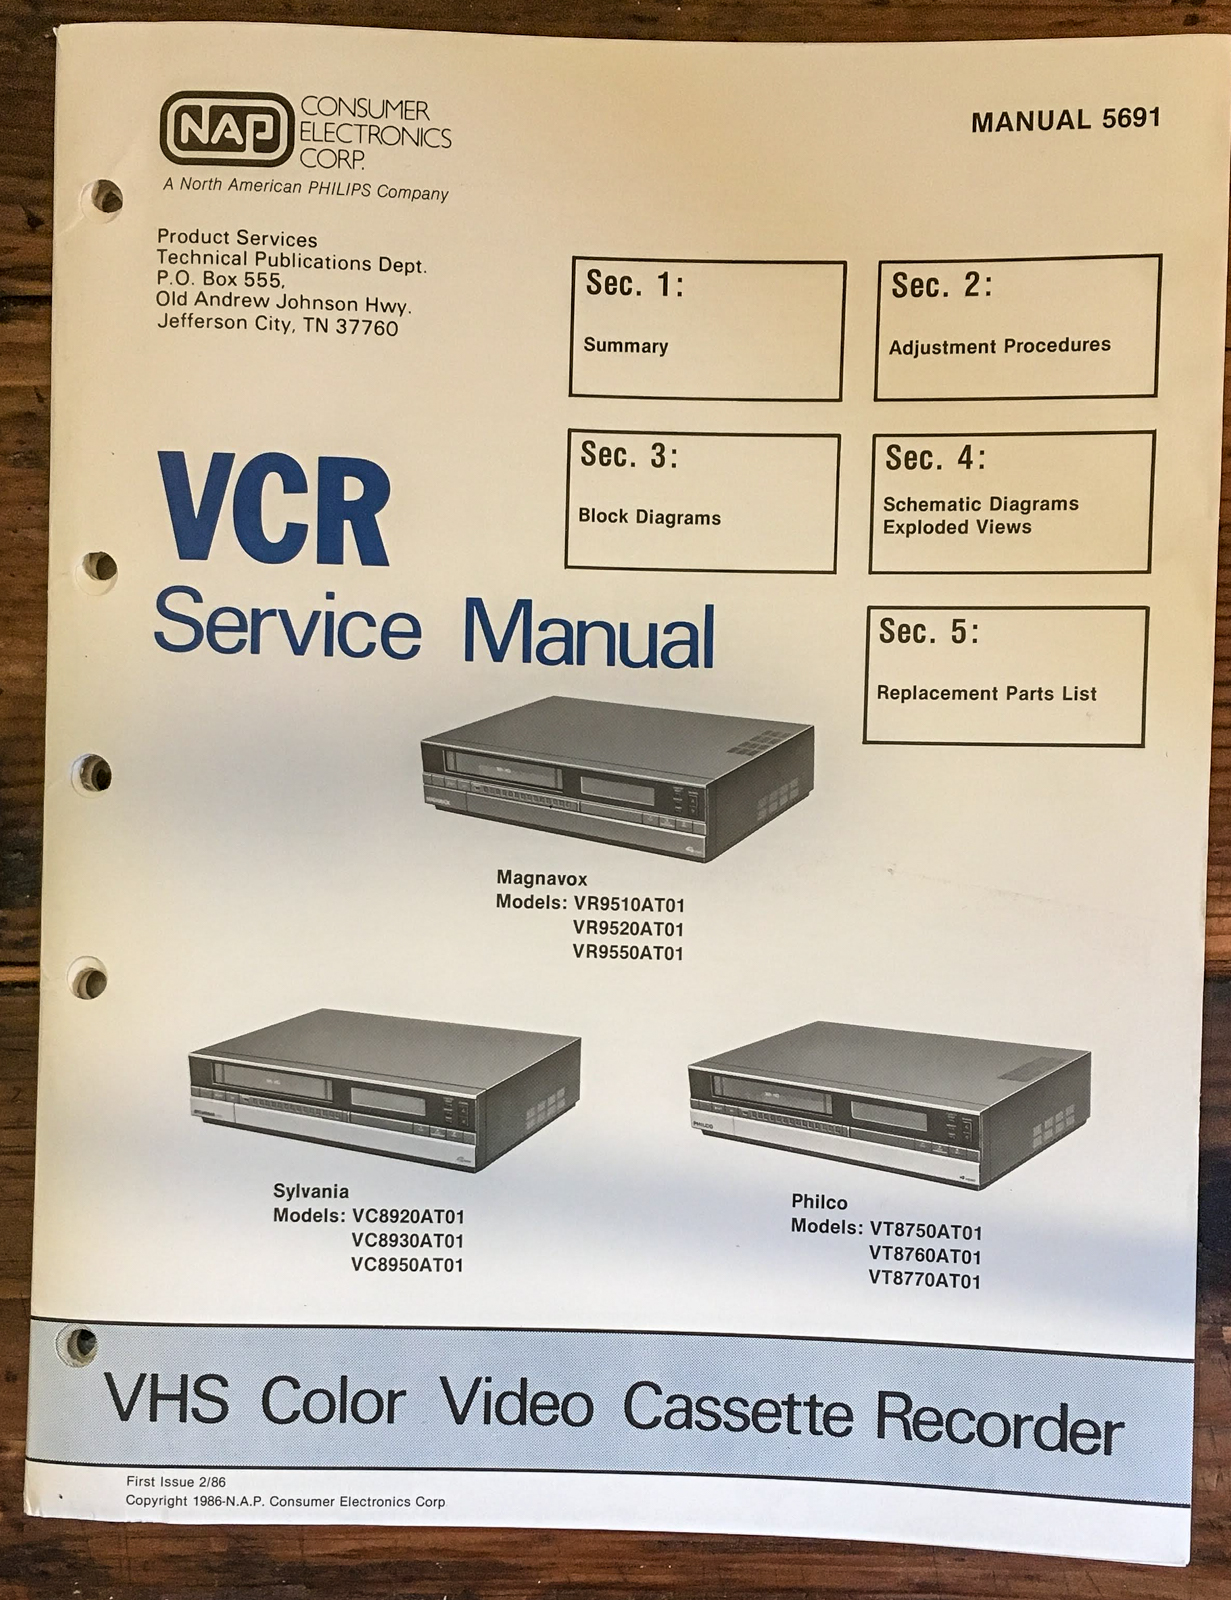 NAP
CONSUMER
ELECTRONICS
CORP.
A North American PHILIPS Company
MANUAL 5691
Product Services
Technical Publications Dept.
P.O. Box 555,
Old Andrew Johnson Hwy.
Jefferson City, TN 37760
Sec. 1:
Summary
Sec. 2:
Adjustment Procedures
Sec. 3:
Block Diagrams
Sec. 4:
Schematic Diagrams
Exploded Views
Sec. 5:
Replacement Parts List
VCR
Service Manual
Magnavox
Models: VR9510AT01
VR9520AT01
VR9550AT01
Sylvania
Models: VC8920AT01
VC8930AT01
VC8950AT01
PHILCO
Philco
Models: VT8750AT01
VT8760AT01
VT8770AT01
VHS Color Video Cassette Recorder
First Issue 2/86
Copyright 1986-N.A.P. Consumer Electronics Corp